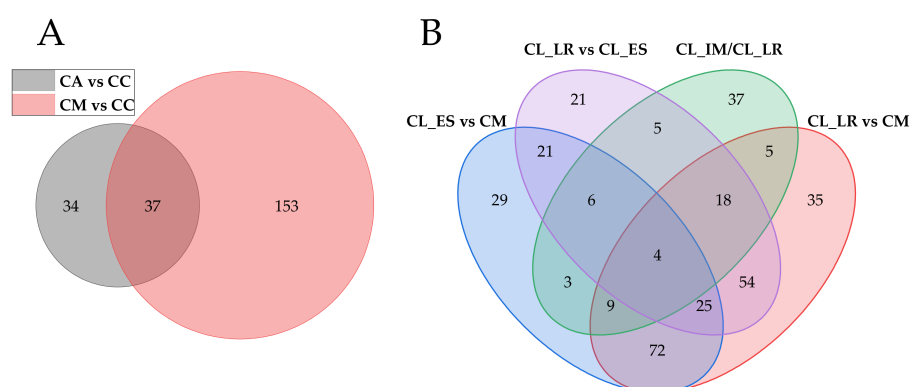 A
B
CA vs CC
CM vs CC
34
37
153
CL_LR vs CL_ES
CL_IM/CL_LR
CL_ES vs CM
CL_LR vs CM
21
37
5
21
5
29
6
18
35
4
3
9
25
54
72